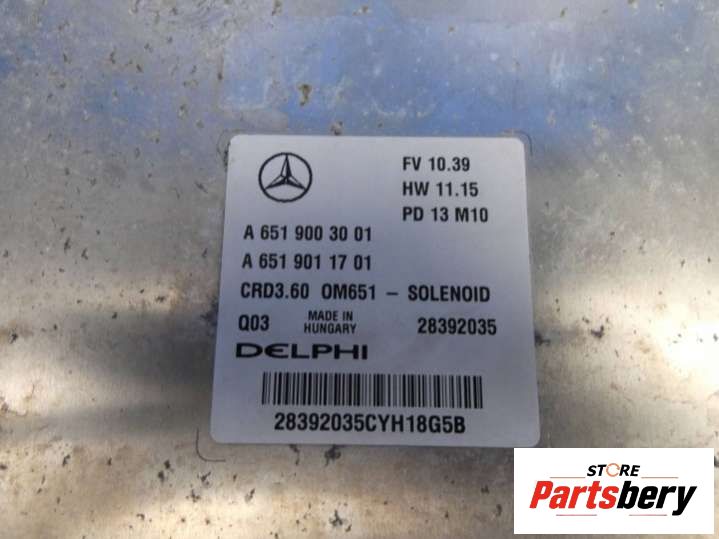 FV 10.39
HW 11.15
PD 13 M10
A 651 900 30 01
A 651 901 17 01
CRD3.60 OM651 – SOLENOID
Q03 MADE IN HUNGARY 28392035
DELPHI
28392035CYH18G5B
STORE
Partsbery